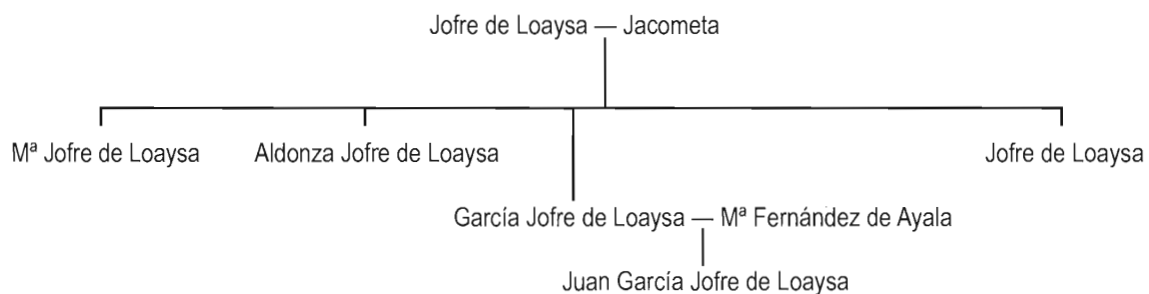 Jofre de Loaysa — Jacometa
Mª Jofre de Loaysa Aldonza Jofre de Loaysa Jofre de Loaysa
García Jofre de Loaysa — Mª Fernández de Ayala
Juan García Jofre de Loaysa